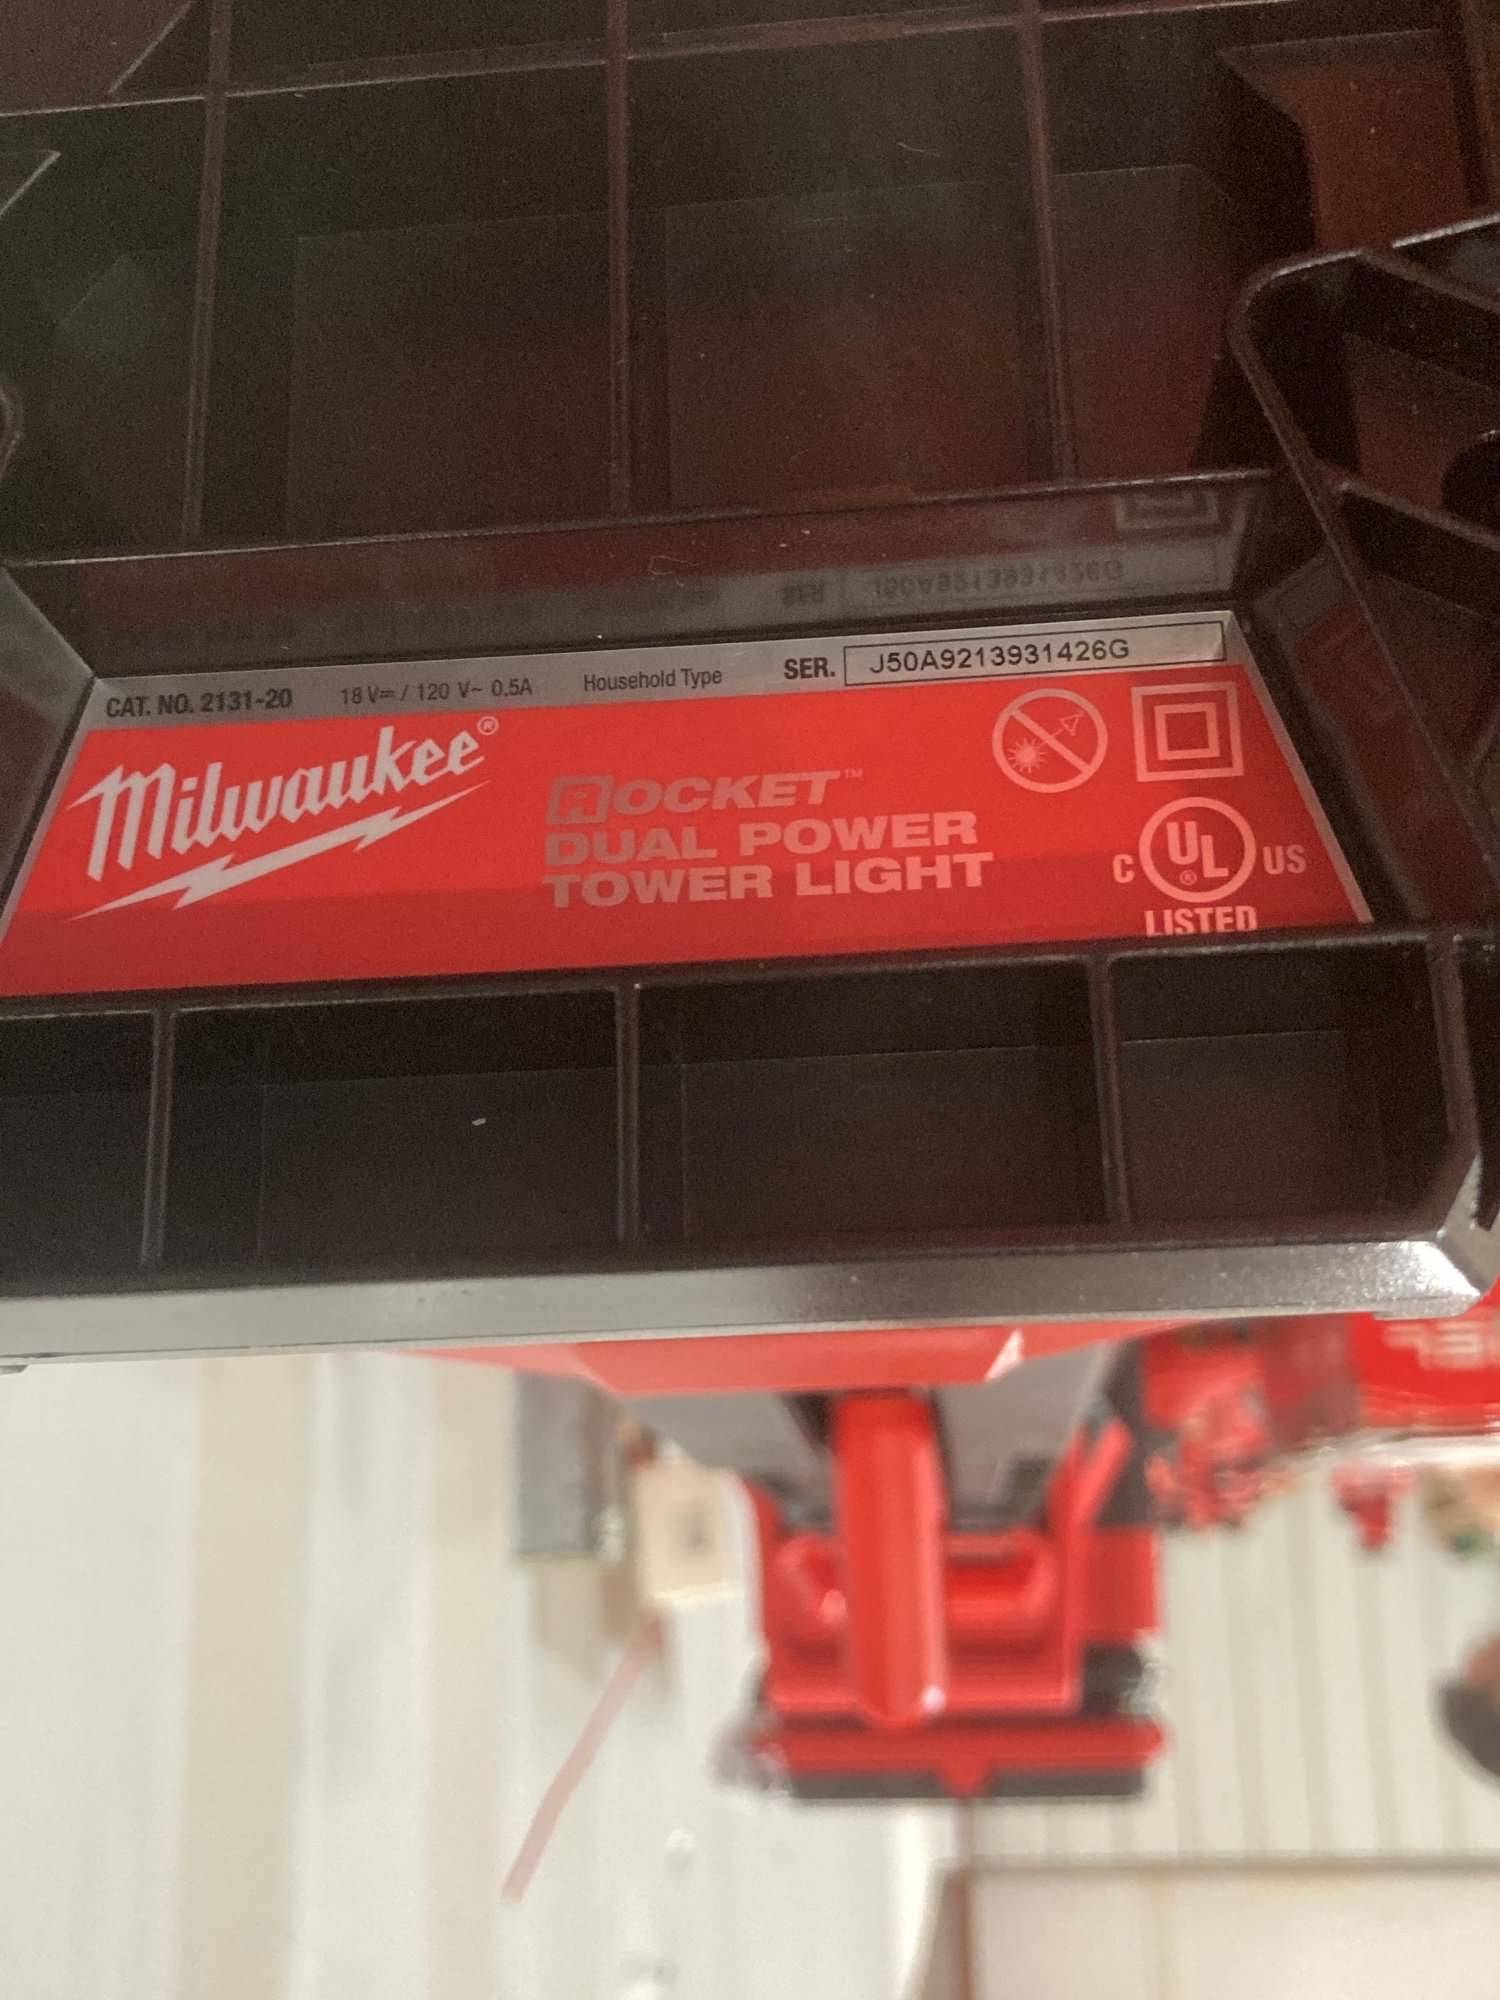 CAT. NO. 2131-20 18 V⎓ / 120 V~ 0.5A Household Type SER. J50A9213931426G
Milwaukee®
ROCKET™
DUAL POWER
TOWER LIGHT
C UL® US
LISTED